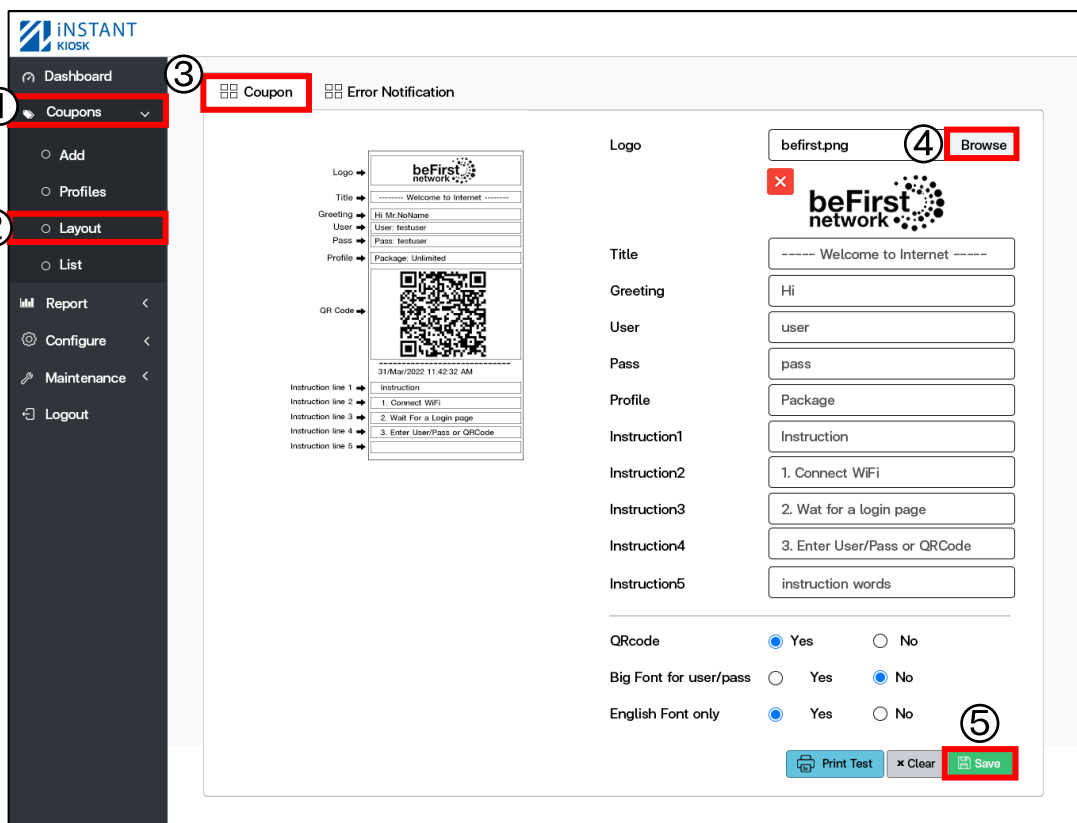 iNSTANT
KIOSK
Dashboard
1
Coupons
Add
Profiles
2
Layout
List
Report
Configure
Maintenance
Logout
3
Coupon
Error Notification
Logo
beFirst
network
Title
-------- Welcome to Internet --------
Greeting
Hi Mr.NoName
User
User: testuser
Pass
Pass: testuser
Profile
Package: Unlimited
QR Code
-------------------------------
31/Mar/2022 11:42:32 AM
Instruction line 1
Instruction
Instruction line 2
1. Connect WiFi
Instruction line 3
2. Wait For a Login page
Instruction line 4
3. Enter User/Pass or QRCode
Instruction line 5
Logo
befirst.png
4
Browse
×
beFirst
network
Title
----- Welcome to Internet -----
Greeting
Hi
User
user
Pass
pass
Profile
Package
Instruction1
Instruction
Instruction2
1. Connect WiFi
Instruction3
2. Wat for a login page
Instruction4
3. Enter User/Pass or QRCode
Instruction5
instruction words
QRcode
Yes
No
Big Font for user/pass
Yes
No
English Font only
Yes
No
5
Print Test
× Clear
Save